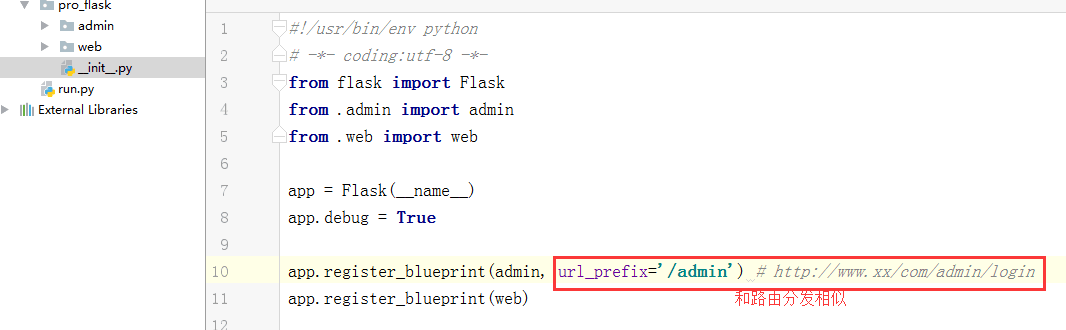 pro_flask
admin
web
__init__.py
run.py
External Libraries
1 #!/usr/bin/env python
2 # -*- coding:utf-8 -*-
3 from flask import Flask
4 from .admin import admin
5 from .web import web
6
7 app = Flask(__name__)
8 app.debug = True
9
10 app.register_blueprint(admin, url_prefix='/admin') # http://www.xx/com/admin/login
11 app.register_blueprint(web)
和路由分发相似
12